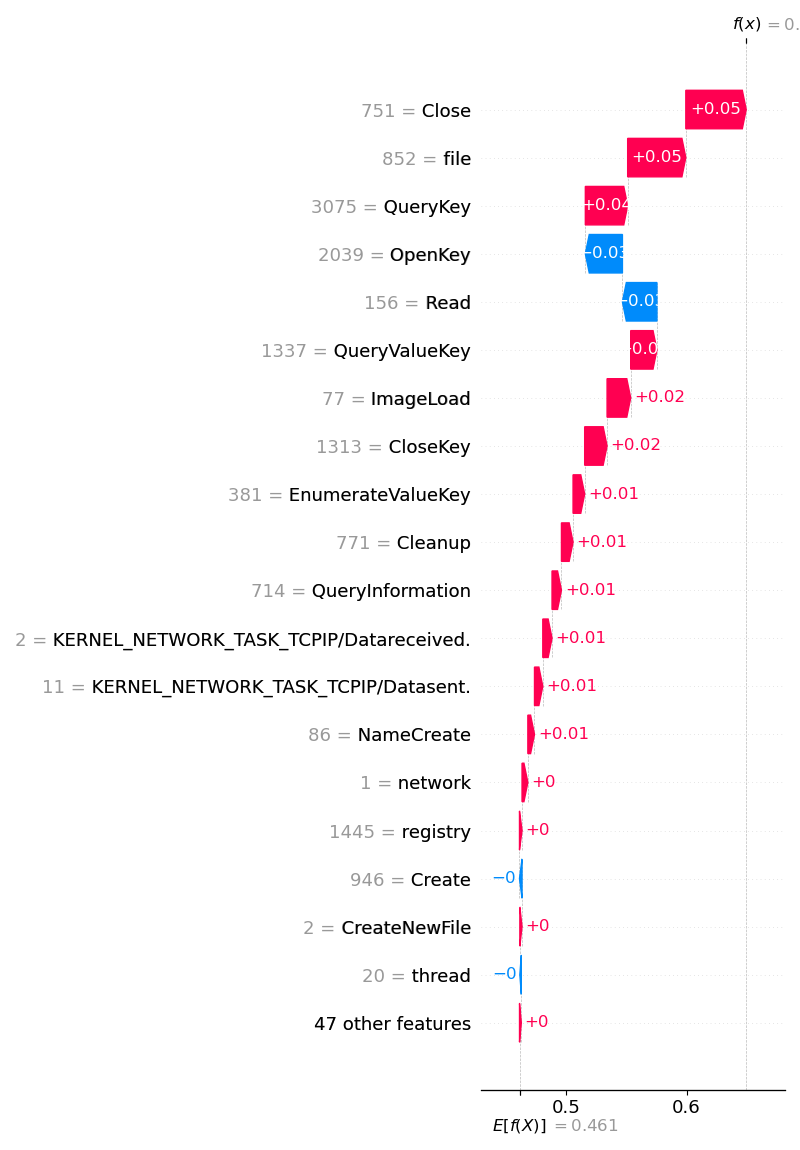 f(x) = 0.
751 = Close +0.05
852 = file +0.05
3075 = QueryKey +0.04
2039 = OpenKey −0.03
156 = Read −0.03
1337 = QueryValueKey
77 = ImageLoad +0.02
1313 = CloseKey +0.02
381 = EnumerateValueKey +0.01
771 = Cleanup +0.01
714 = QueryInformation +0.01
2 = KERNEL_NETWORK_TASK_TCPIP/Datareceived. +0.01
11 = KERNEL_NETWORK_TASK_TCPIP/Datasent. +0.01
86 = NameCreate +0.01
1 = network +0
1445 = registry +0
946 = Create −0
2 = CreateNewFile +0
20 = thread −0
47 other features +0
0.5 0.6
E[f(X)] = 0.461